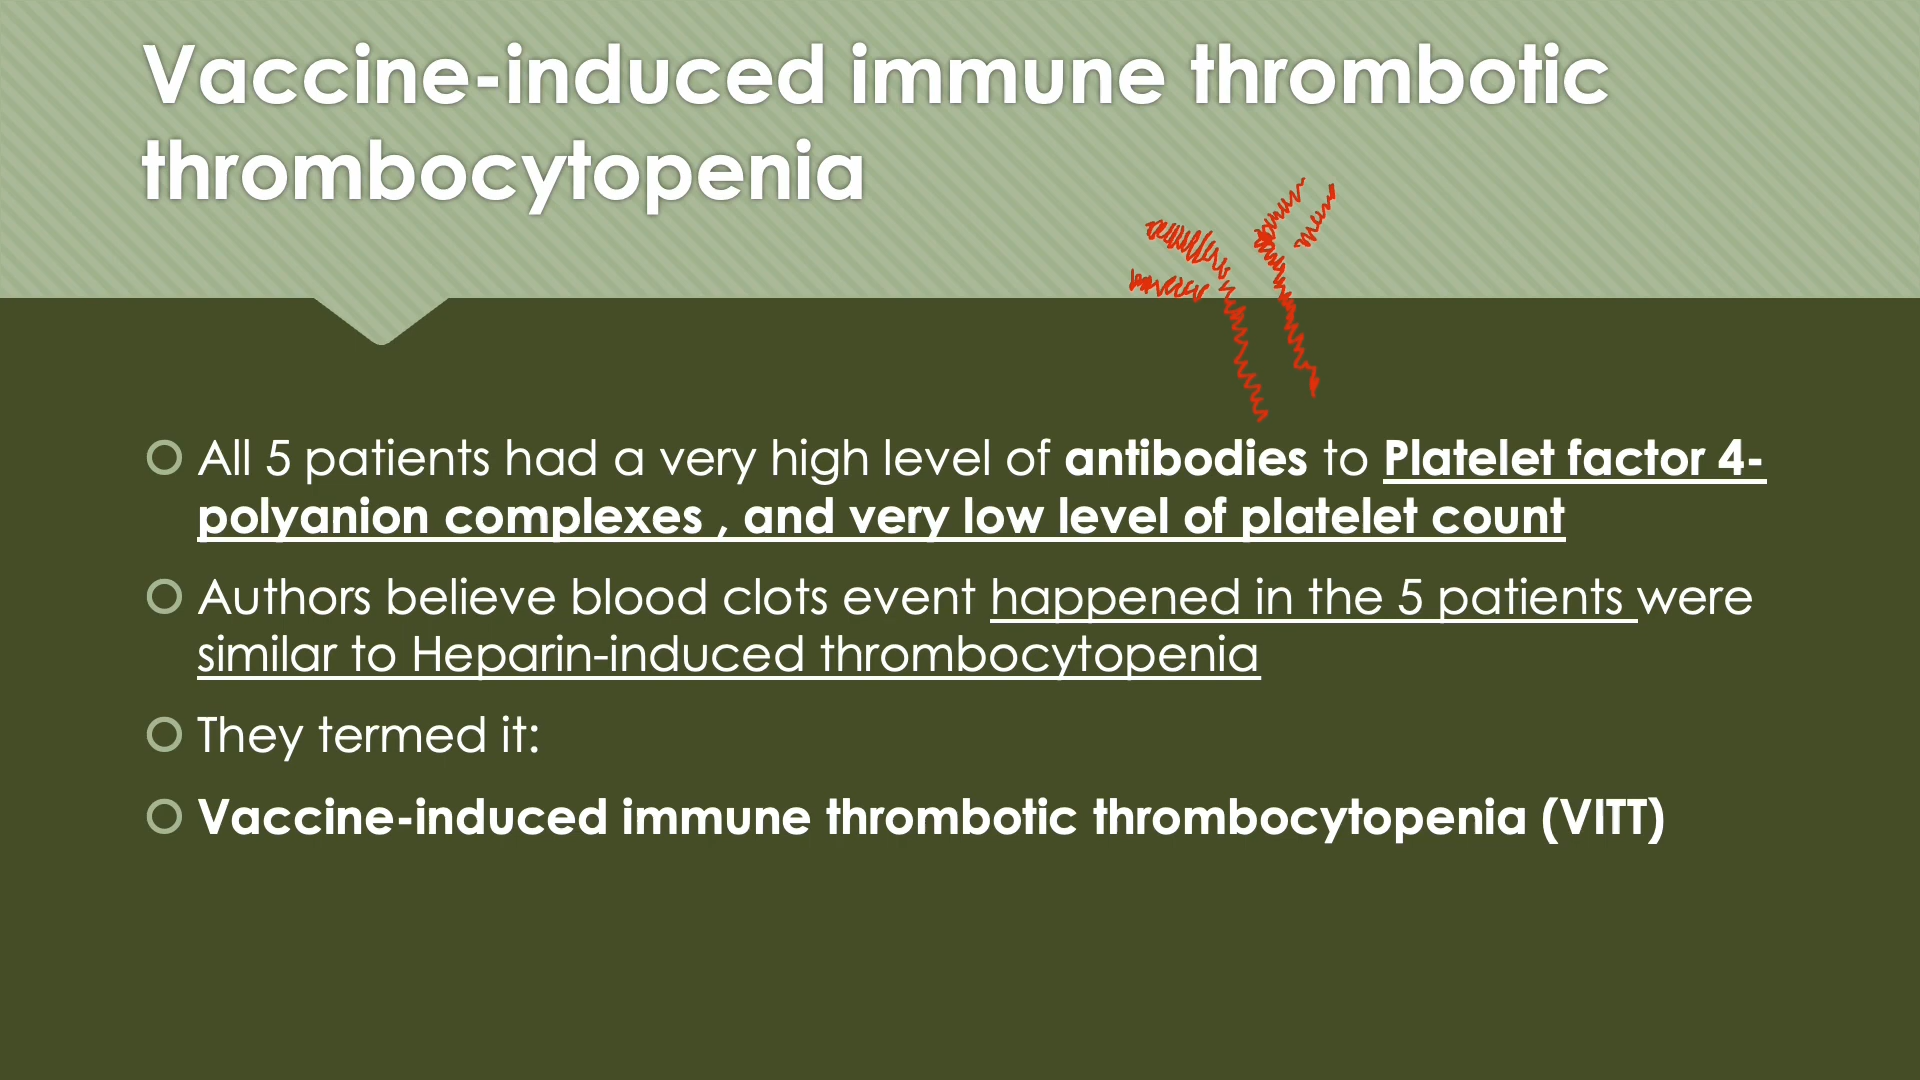 Vaccine-induced immune thrombotic
thrombocytopenia
All 5 patients had a very high level of antibodies to Platelet factor 4-
polyanion complexes , and very low level of platelet count
Authors believe blood clots event happened in the 5 patients were
similar to Heparin-induced thrombocytopenia
They termed it:
Vaccine-induced immune thrombotic thrombocytopenia (VITT)